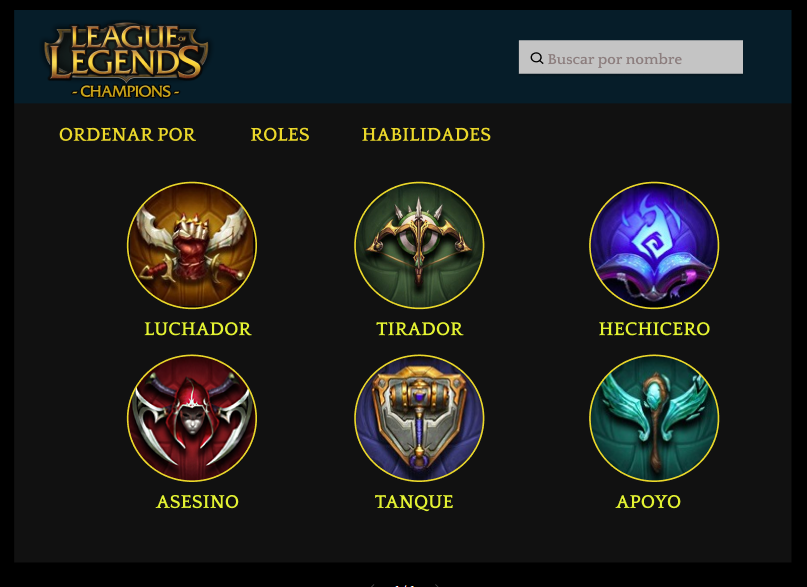 LEAGUE OF
LEGENDS
- CHAMPIONS -
Buscar por nombre
ORDENAR POR ROLES HABILIDADES
LUCHADOR TIRADOR HECHICERO
ASESINO TANQUE APOYO